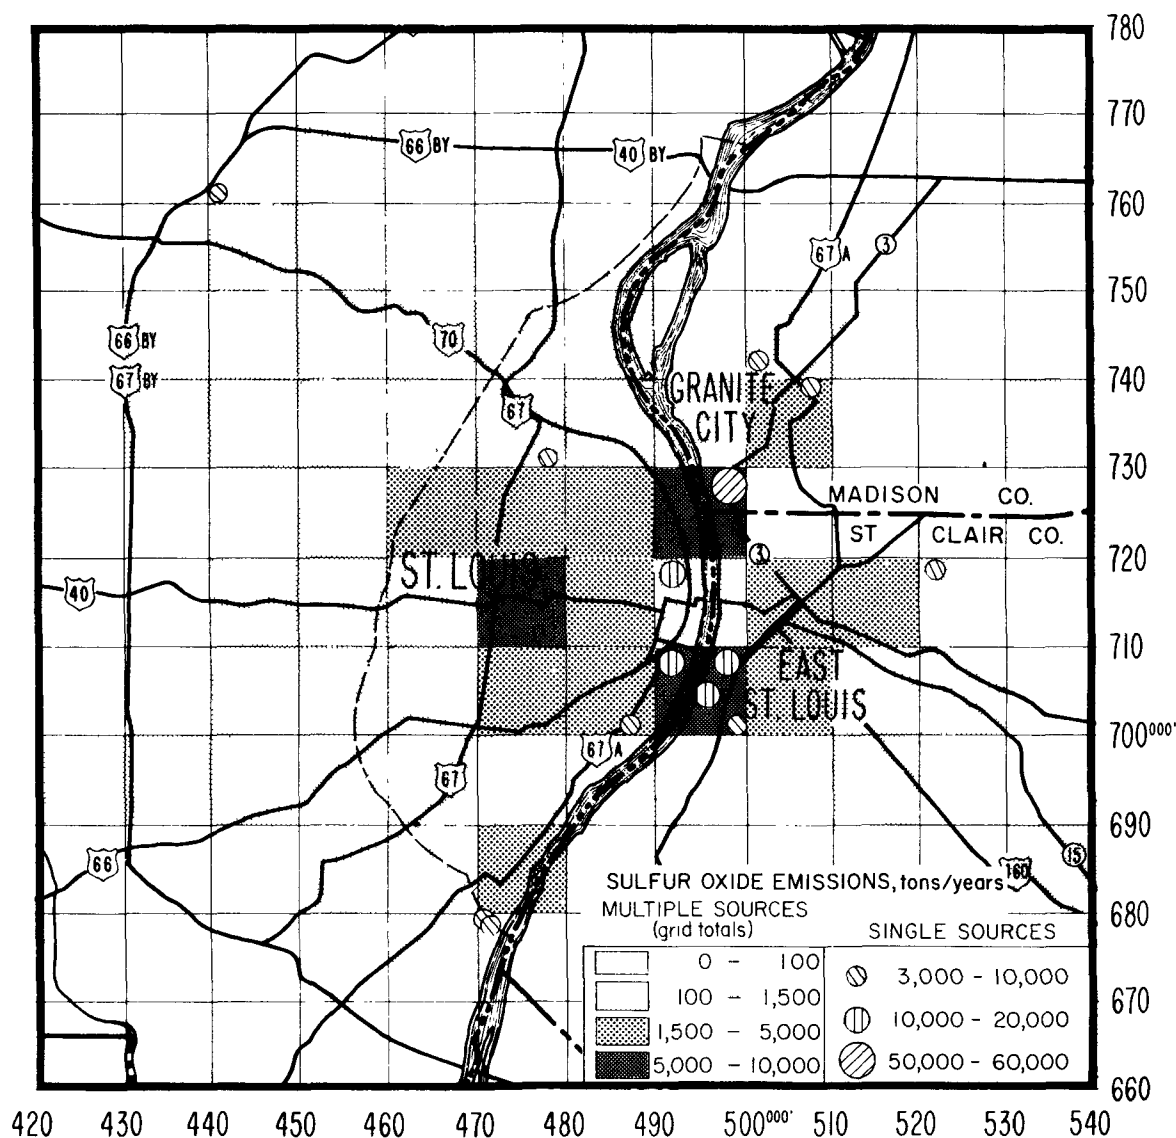 780
770
66 BY
40 BY
760
67 A
3
750
66 BY
70
67 BY
740
GRANITE
CITY
67
730
MADISON CO.
ST CLAIR CO.
3
720
ST. LOUIS
40
710
EAST
ST. LOUIS
700000'
67 A
67
690
66
15
160
SULFUR OXIDE EMISSIONS, tons/years
MULTIPLE SOURCES
(grid totals)
SINGLE SOURCES
680
0 - 100
3,000 - 10,000
100 - 1,500
670
10,000 - 20,000
1,500 - 5,000
50,000 - 60,000
5,000 - 10,000
660
420 430 440 450 460 470 480 490 500000' 510 520 530 540